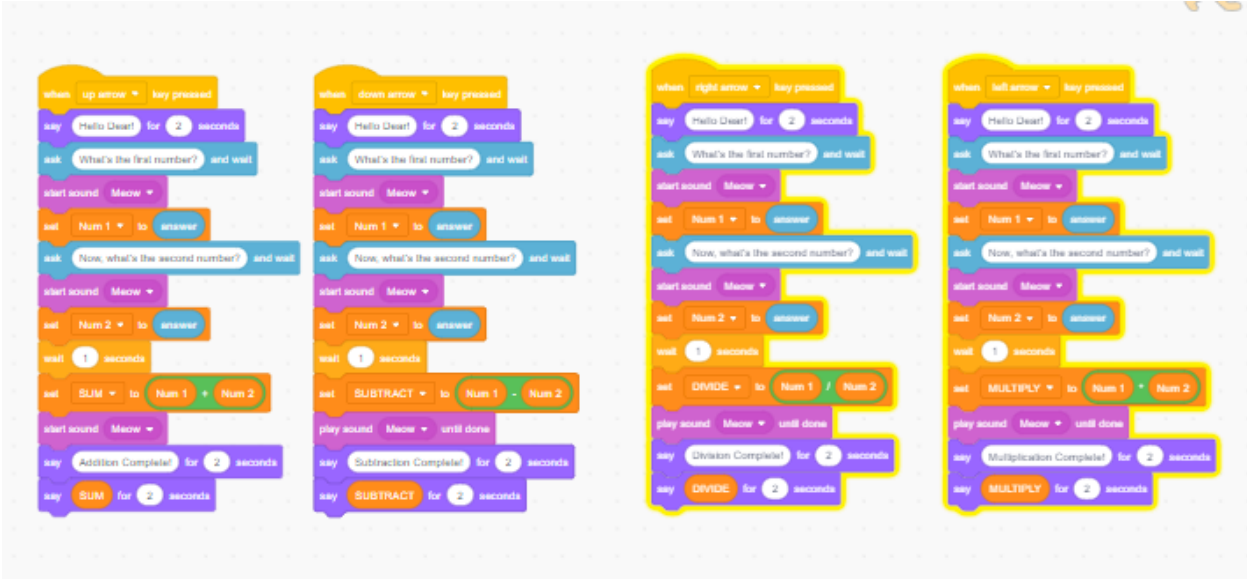 when up arrow key pressed
say Hello Dear! for 2 seconds
ask What's the first number? and wait
start sound Meow
set Num 1 to answer
ask Now, what's the second number? and wait
start sound Meow
set Num 2 to answer
wait 1 seconds
set SUM to Num 1 + Num 2
start sound Meow
say Addition Complete! for 2 seconds
say SUM for 2 seconds
when down arrow key pressed
say Hello Dear! for 2 seconds
ask What's the first number? and wait
start sound Meow
set Num 1 to answer
ask Now, what's the second number? and wait
start sound Meow
set Num 2 to answer
wait 1 seconds
set SUBTRACT to Num 1 - Num 2
play sound Meow until done
say Subtraction Complete! for 2 seconds
say SUBTRACT for 2 seconds
when right arrow key pressed
say Hello Dear! for 2 seconds
ask What's the first number? and wait
start sound Meow
set Num 1 to answer
ask Now, what's the second number? and wait
start sound Meow
set Num 2 to answer
wait 1 seconds
set DIVIDE to Num 1 / Num 2
play sound Meow until done
say Division Complete! for 2 seconds
say DIVIDE for 2 seconds
when left arrow key pressed
say Hello Dear! for 2 seconds
ask What's the first number? and wait
start sound Meow
set Num 1 to answer
ask Now, what's the second number? and wait
start sound Meow
set Num 2 to answer
wait 1 seconds
set MULTIPLY to Num 1 * Num 2
play sound Meow until done
say Multiplication Complete! for 2 seconds
say MULTIPLY for 2 seconds